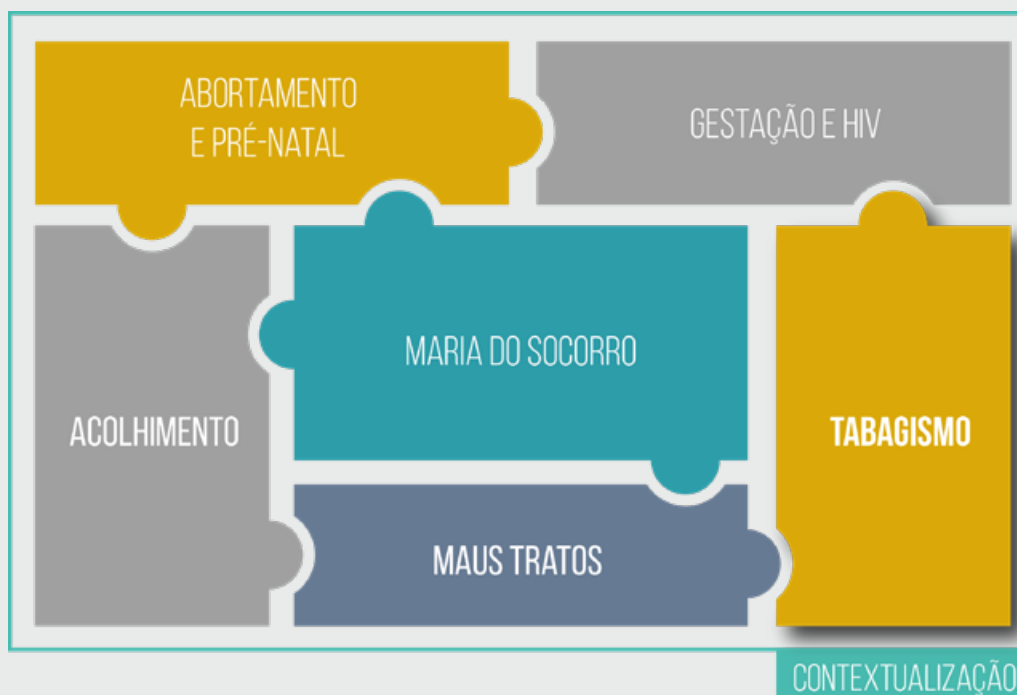 ABORTAMENTO
E PRÉ-NATAL
GESTAÇÃO E HIV
MARIA DO SOCORRO
ACOLHIMENTO
TABAGISMO
MAUS TRATOS
CONTEXTUALIZAÇÃO